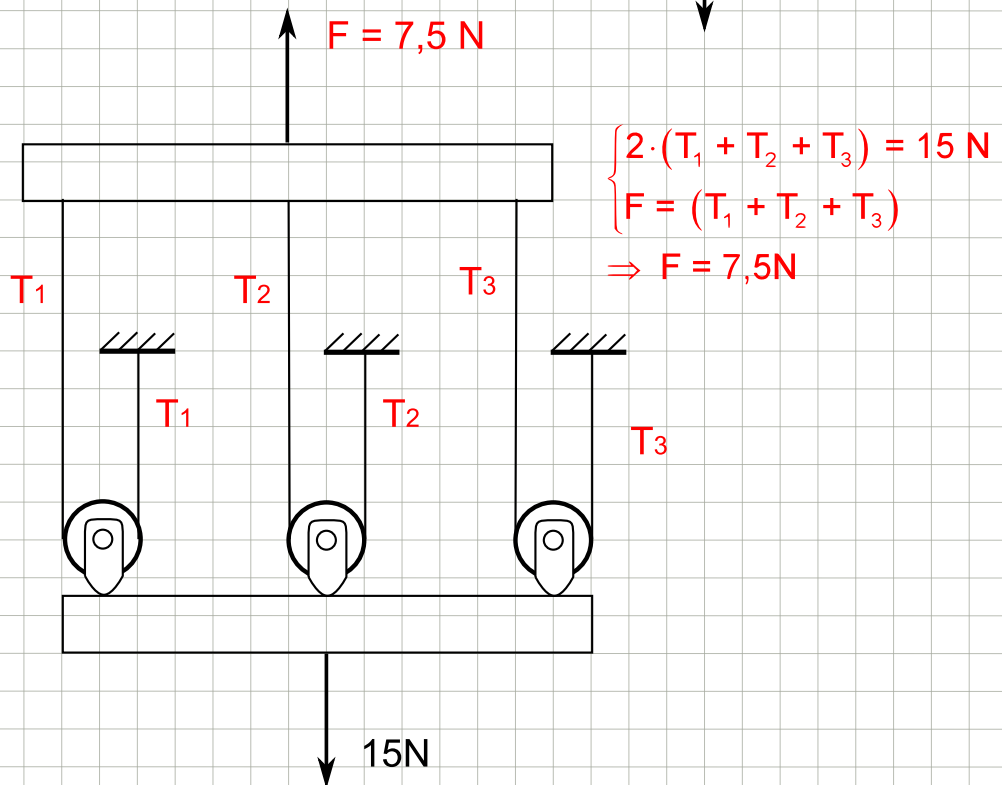 F = 7,5 N
2·(T₁ + T₂ + T₃) = 15 N
F = (T₁ + T₂ + T₃)
⇒ F = 7,5N
T₁
T₂
T₃
T₁
T₂
T₃
15N